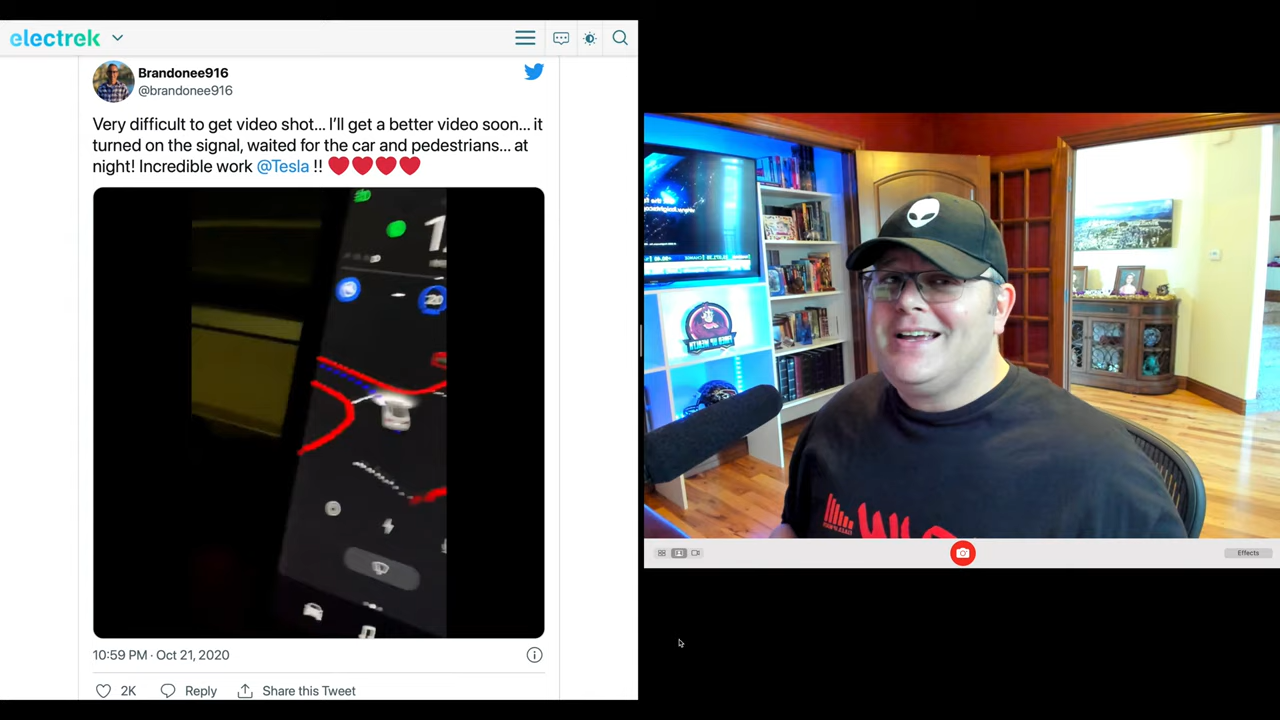 electrek
Brandonee916
@brandonee916
Very difficult to get video shot... I'll get a better video soon... it
turned on the signal, waited for the car and pedestrians... at
night! Incredible work @Tesla !! ❤️❤️❤️❤️
10:59 PM · Oct 21, 2020
2K
Reply
Share this Tweet
Effects